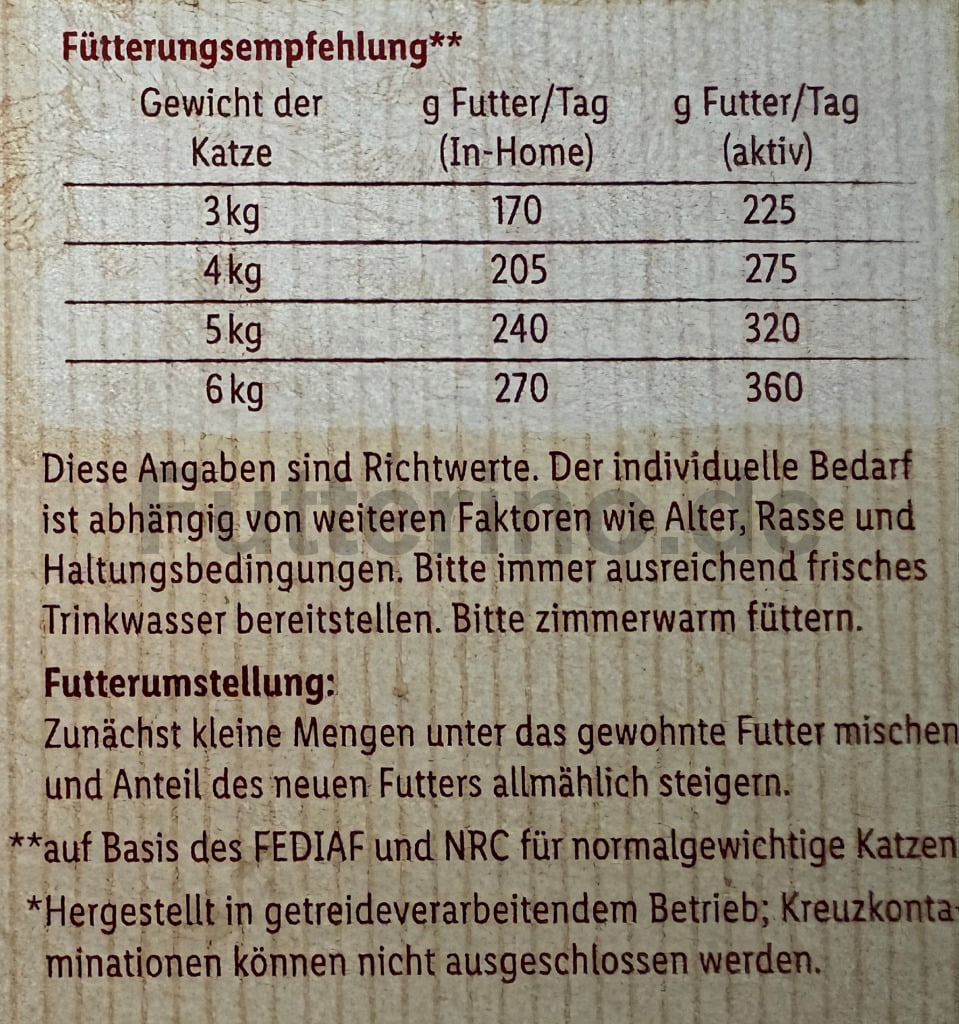 Fütterungsempfehlung**
Gewicht der Katze g Futter/Tag (In-Home) g Futter/Tag (aktiv)
3 kg 170 225
4 kg 205 275
5 kg 240 320
6 kg 270 360
Diese Angaben sind Richtwerte. Der individuelle Bedarf
ist abhängig von weiteren Faktoren wie Alter, Rasse und
Haltungsbedingungen. Bitte immer ausreichend frisches
Trinkwasser bereitstellen. Bitte zimmerwarm füttern.
Futterino.de
Futterumstellung:
Zunächst kleine Mengen unter das gewohnte Futter mischen
und Anteil des neuen Futters allmählich steigern.
**auf Basis des FEDIAF und NRC für normalgewichtige Katzen
*Hergestellt in getreideverarbeitendem Betrieb; Kreuzkonta-
minationen können nicht ausgeschlossen werden.